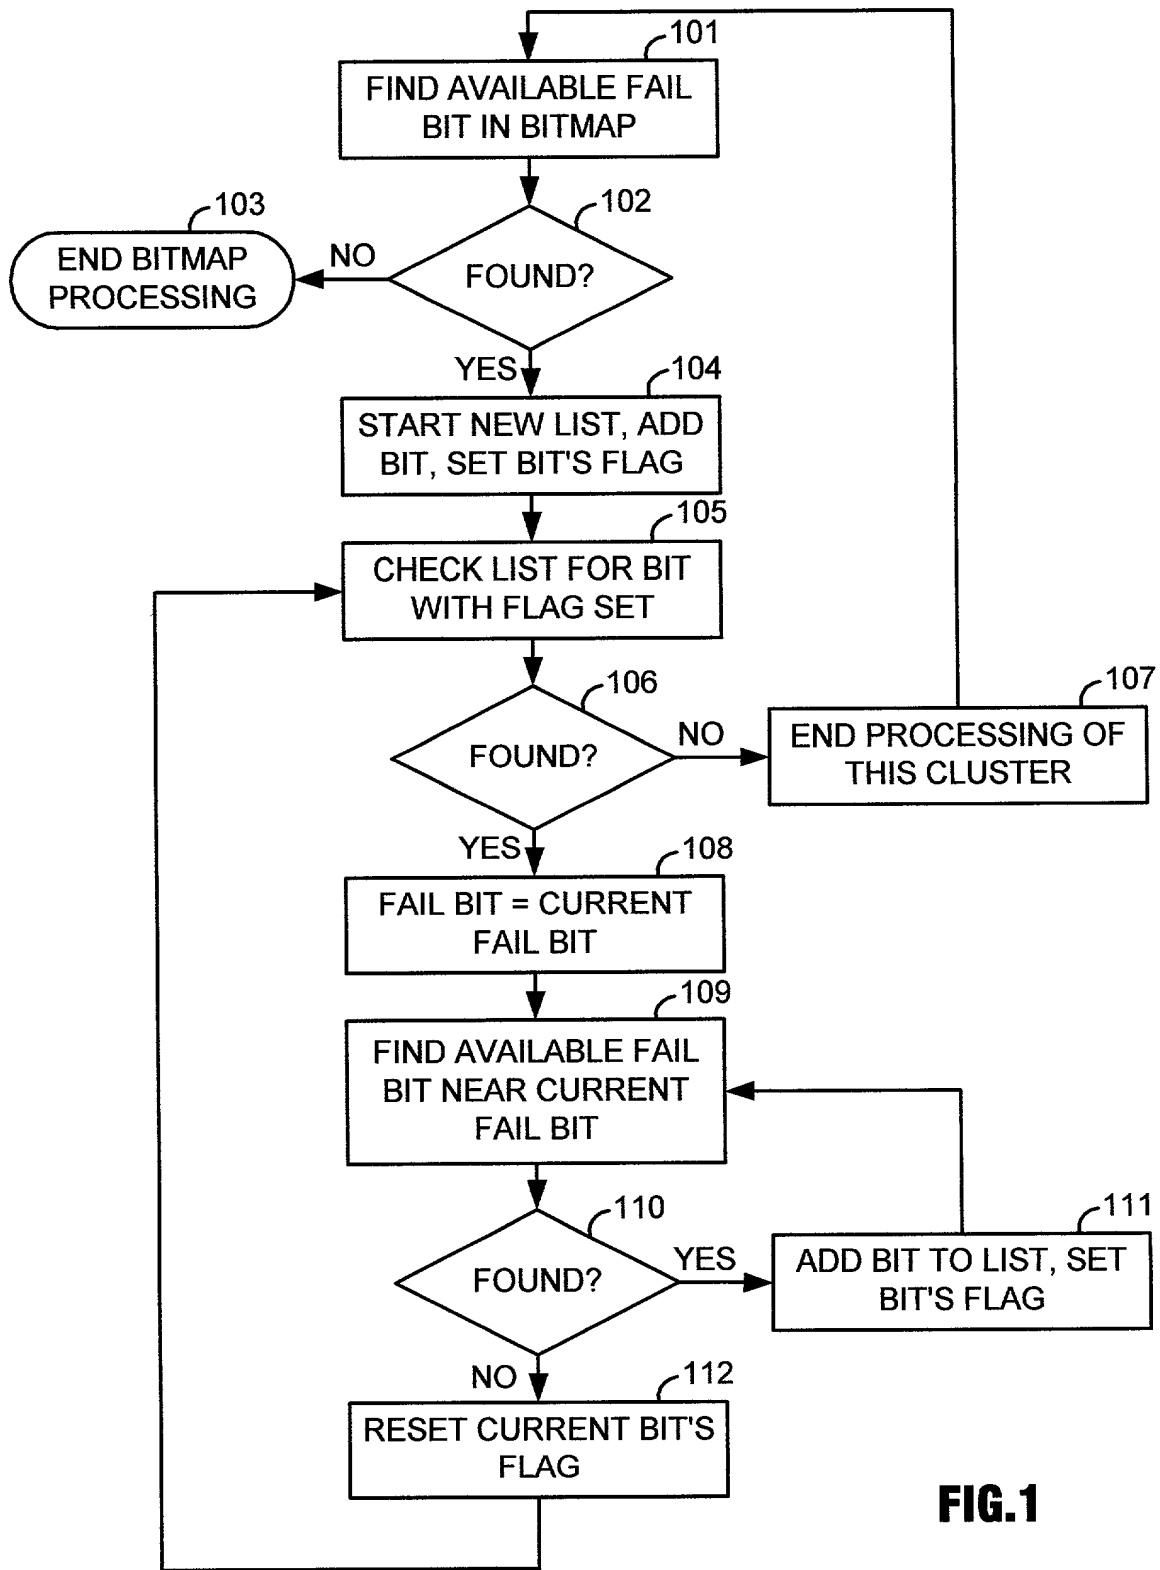 101
FIND AVAILABLE FAIL
BIT IN BITMAP
102
103
FOUND?
NO
END BITMAP
PROCESSING
YES
104
START NEW LIST, ADD
BIT, SET BIT'S FLAG
105
CHECK LIST FOR BIT
WITH FLAG SET
106
FOUND?
NO
107
END PROCESSING OF
THIS CLUSTER
YES
108
FAIL BIT = CURRENT
FAIL BIT
109
FIND AVAILABLE FAIL
BIT NEAR CURRENT
FAIL BIT
110
FOUND?
YES
111
ADD BIT TO LIST, SET
BIT'S FLAG
NO
112
RESET CURRENT BIT'S
FLAG
FIG.1